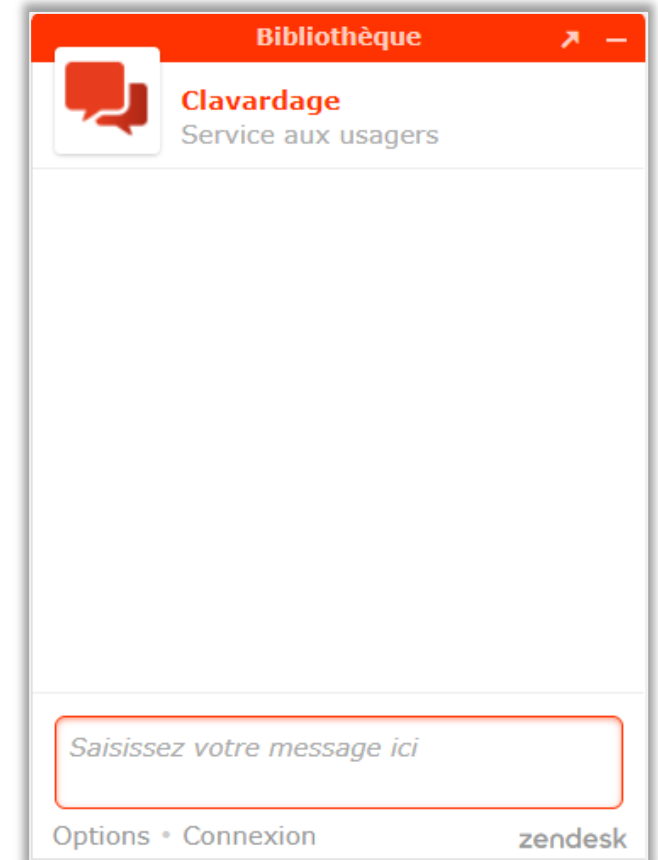 Bibliothèque
Clavardage
Service aux usagers
Saisissez votre message ici
Options • Connexion
zendesk